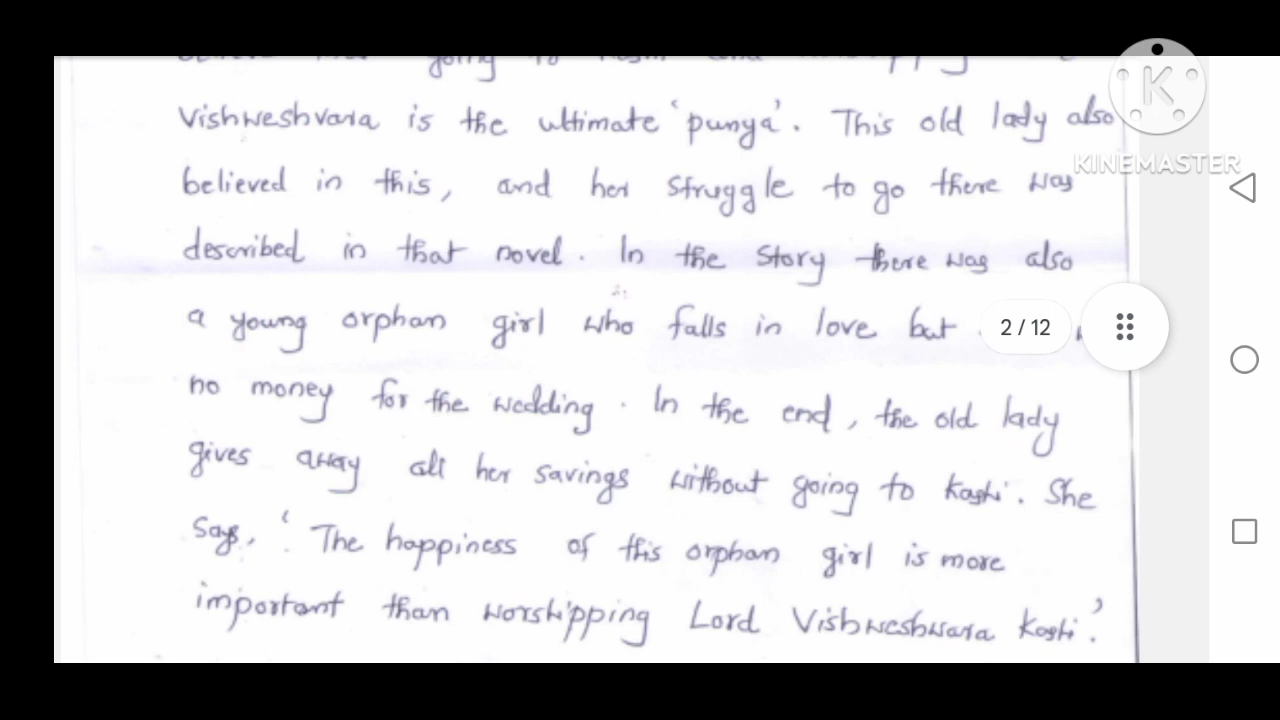 going to
Vishweshvara is the ultimate 'punya'. This old lady also
believed in this, and her struggle to go there was
described in that novel. In the story there was also
a young orphan girl who falls in love but
no money for the wedding. In the end, the old lady
gives away all her savings without going to Kashi. She
says, 'The happiness of this orphan girl is more
important than worshipping Lord Vishweshwara Kashi.'
K
KINEMASTER
2 / 12